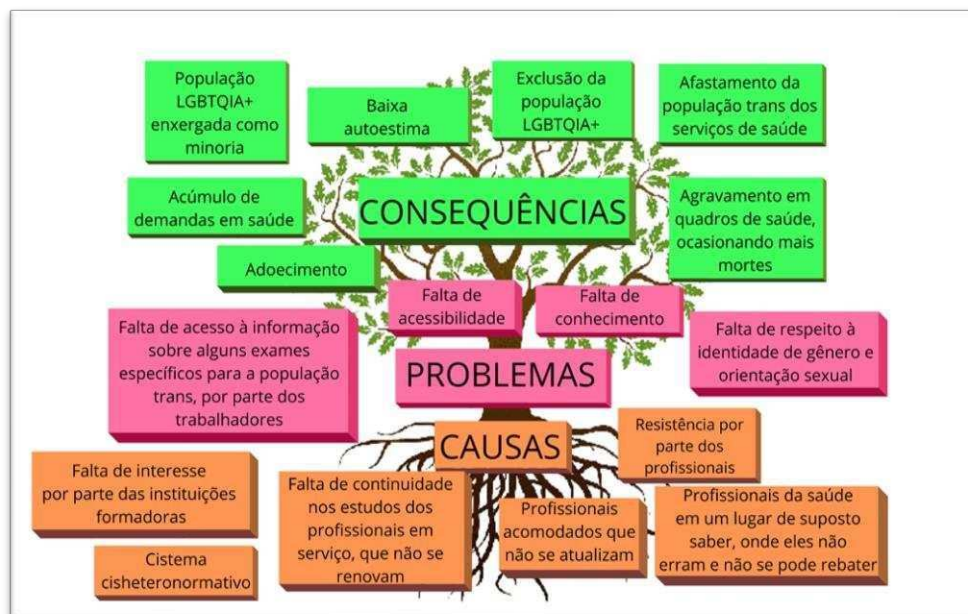 População
LGBTQIA+
enxergada como
minoria
Baixa
autoestima
Exclusão da
população
LGBTQIA+
Afastamento da
população trans dos
serviços de saúde
Acúmulo de
demandas em saúde
CONSEQUÊNCIAS
Agravamento em
quadros de saúde,
ocasionando mais
mortes
Adoecimento
Falta de
acessibilidade
Falta de
conhecimento
Falta de acesso à informação
sobre alguns exames
específicos para a população
trans, por parte dos
trabalhadores
PROBLEMAS
Falta de respeito à
identidade de gênero e
orientação sexual
CAUSAS
Resistência por
parte dos
profissionais
Falta de interesse
por parte das instituições
formadoras
Falta de continuidade
nos estudos dos
profissionais em
serviço, que não se
renovam
Profissionais
acomodados que
não se atualizam
Profissionais da saúde
em um lugar de suposto
saber, onde eles não
erram e não se pode rebater
Cistema
cisheteronormativo